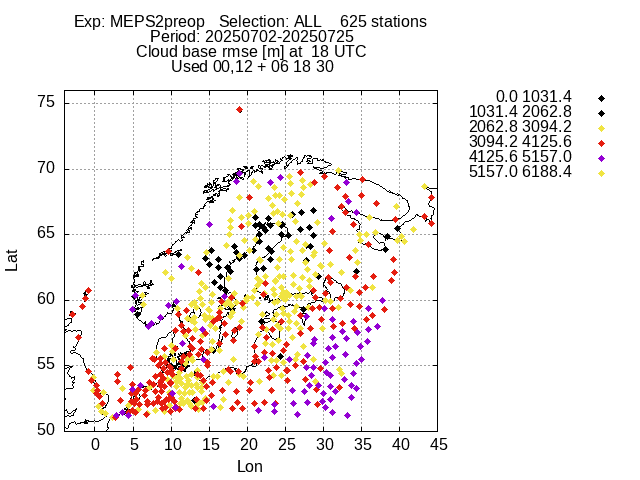 Exp: MEPS2preop   Selection: ALL    625 stations
Period: 20250702-20250725
Cloud base rmse [m] at  18 UTC
Used 00,12 + 06 18 30
0.0 1031.4
1031.4 2062.8
2062.8 3094.2
3094.2 4125.6
4125.6 5157.0
5157.0 6188.4
75
70
65
60
55
50
Lat
0 5 10 15 20 25 30 35 40 45
Lon